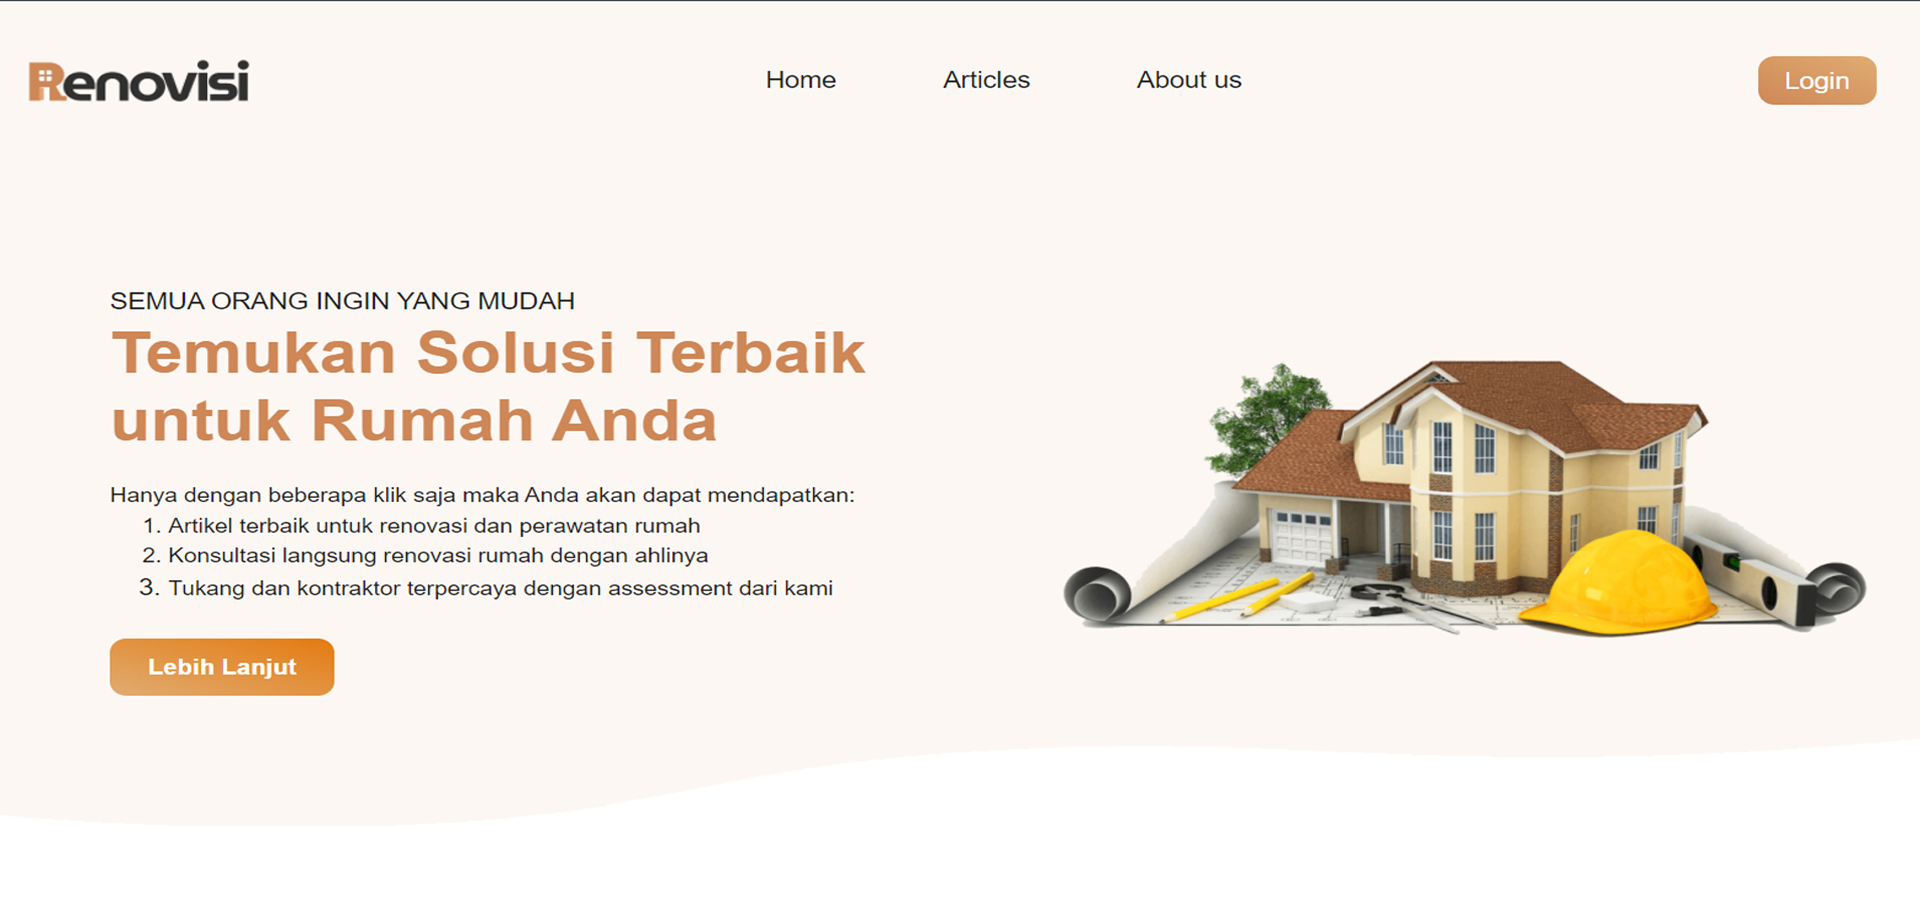 Renovisi
Home
Articles
About us
Login
SEMUA ORANG INGIN YANG MUDAH
Temukan Solusi Terbaik
untuk Rumah Anda
Hanya dengan beberapa klik saja maka Anda akan dapat mendapatkan:
1. Artikel terbaik untuk renovasi dan perawatan rumah
2. Konsultasi langsung renovasi rumah dengan ahlinya
3. Tukang dan kontraktor terpercaya dengan assessment dari kami
Lebih Lanjut